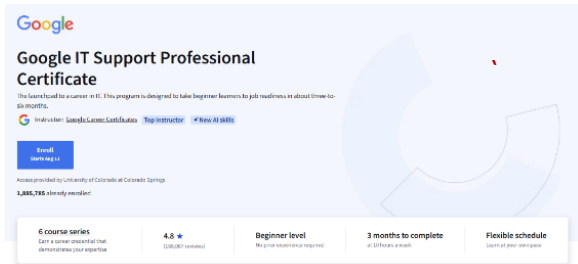 Google
Google IT Support Professional
Certificate
The launchpad to a career in IT. This program is designed to take beginner learners to job readiness in about three-to-
six months.
Instructor: Google Career Certificates Top Instructor New AI skills
Enroll
Starts Aug 11
Access provided by University of Colorado at Colorado Springs
1,885,785 already enrolled
6 course series
Earn a career credential that
demonstrates your expertise
4.8 ★
reviews)
Beginner level
No prior experience required
3 months to complete
at 10 hours a week
Flexible schedule
Learn at your own pace